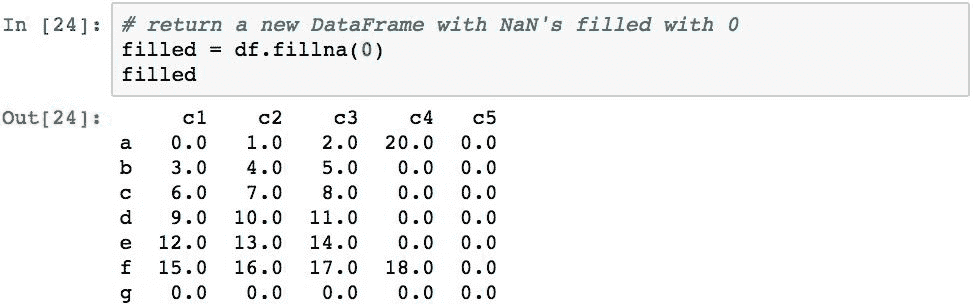 In [24]: # return a new DataFrame with NaN's filled with 0
filled = df.fillna(0)
filled
Out[24]: c1 c2 c3 c4 c5
a 0.0 1.0 2.0 20.0 0.0
b 3.0 4.0 5.0 0.0 0.0
c 6.0 7.0 8.0 0.0 0.0
d 9.0 10.0 11.0 0.0 0.0
e 12.0 13.0 14.0 0.0 0.0
f 15.0 16.0 17.0 18.0 0.0
g 0.0 0.0 0.0 0.0 0.0